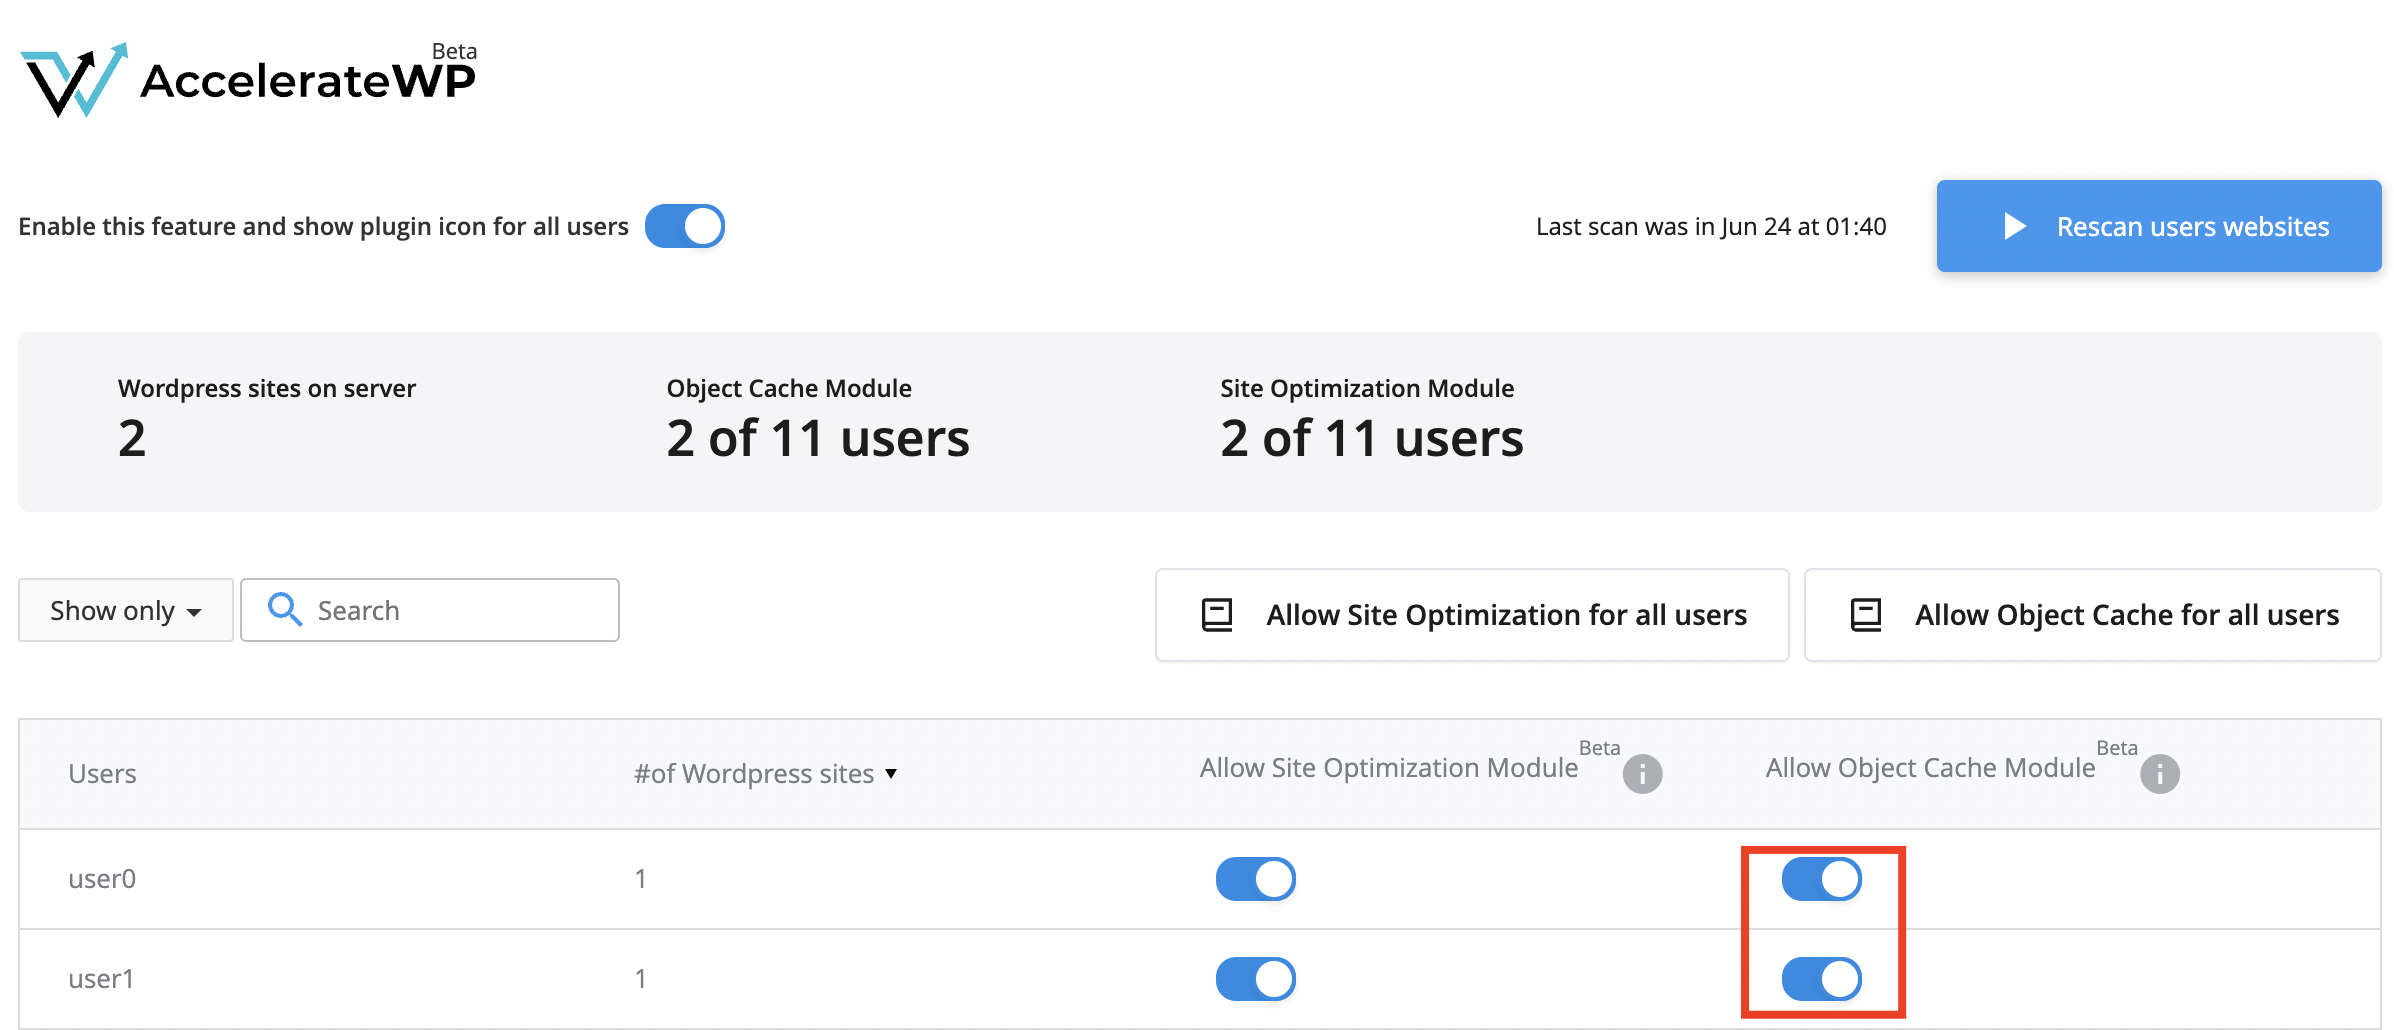 AccelerateWP Beta
Enable this feature and show plugin icon for all users
Last scan was in Jun 24 at 01:40
Rescan users websites
Wordpress sites on server
2
Object Cache Module
2 of 11 users
Site Optimization Module
2 of 11 users
Show only
Search
Allow Site Optimization for all users
Allow Object Cache for all users
Users
#of Wordpress sites
Allow Site Optimization Module Beta
Allow Object Cache Module Beta
user0
1
user1
1